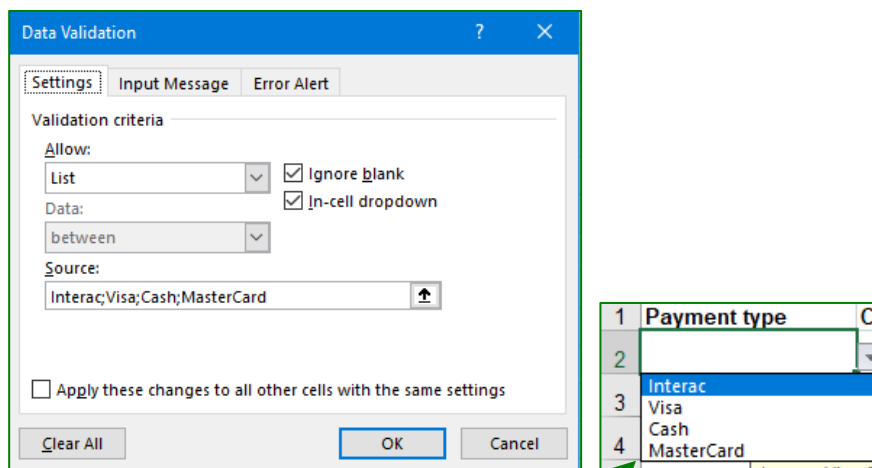 Data Validation ?
Settings Input Message Error Alert
Validation criteria
Allow:
List
Ignore blank
In-cell dropdown
Data:
between
Source:
Interac;Visa;Cash;MasterCard
Apply these changes to all other cells with the same settings
Clear All OK Cancel
1 Payment type
2
Interac
3 Visa
Cash
4 MasterCard